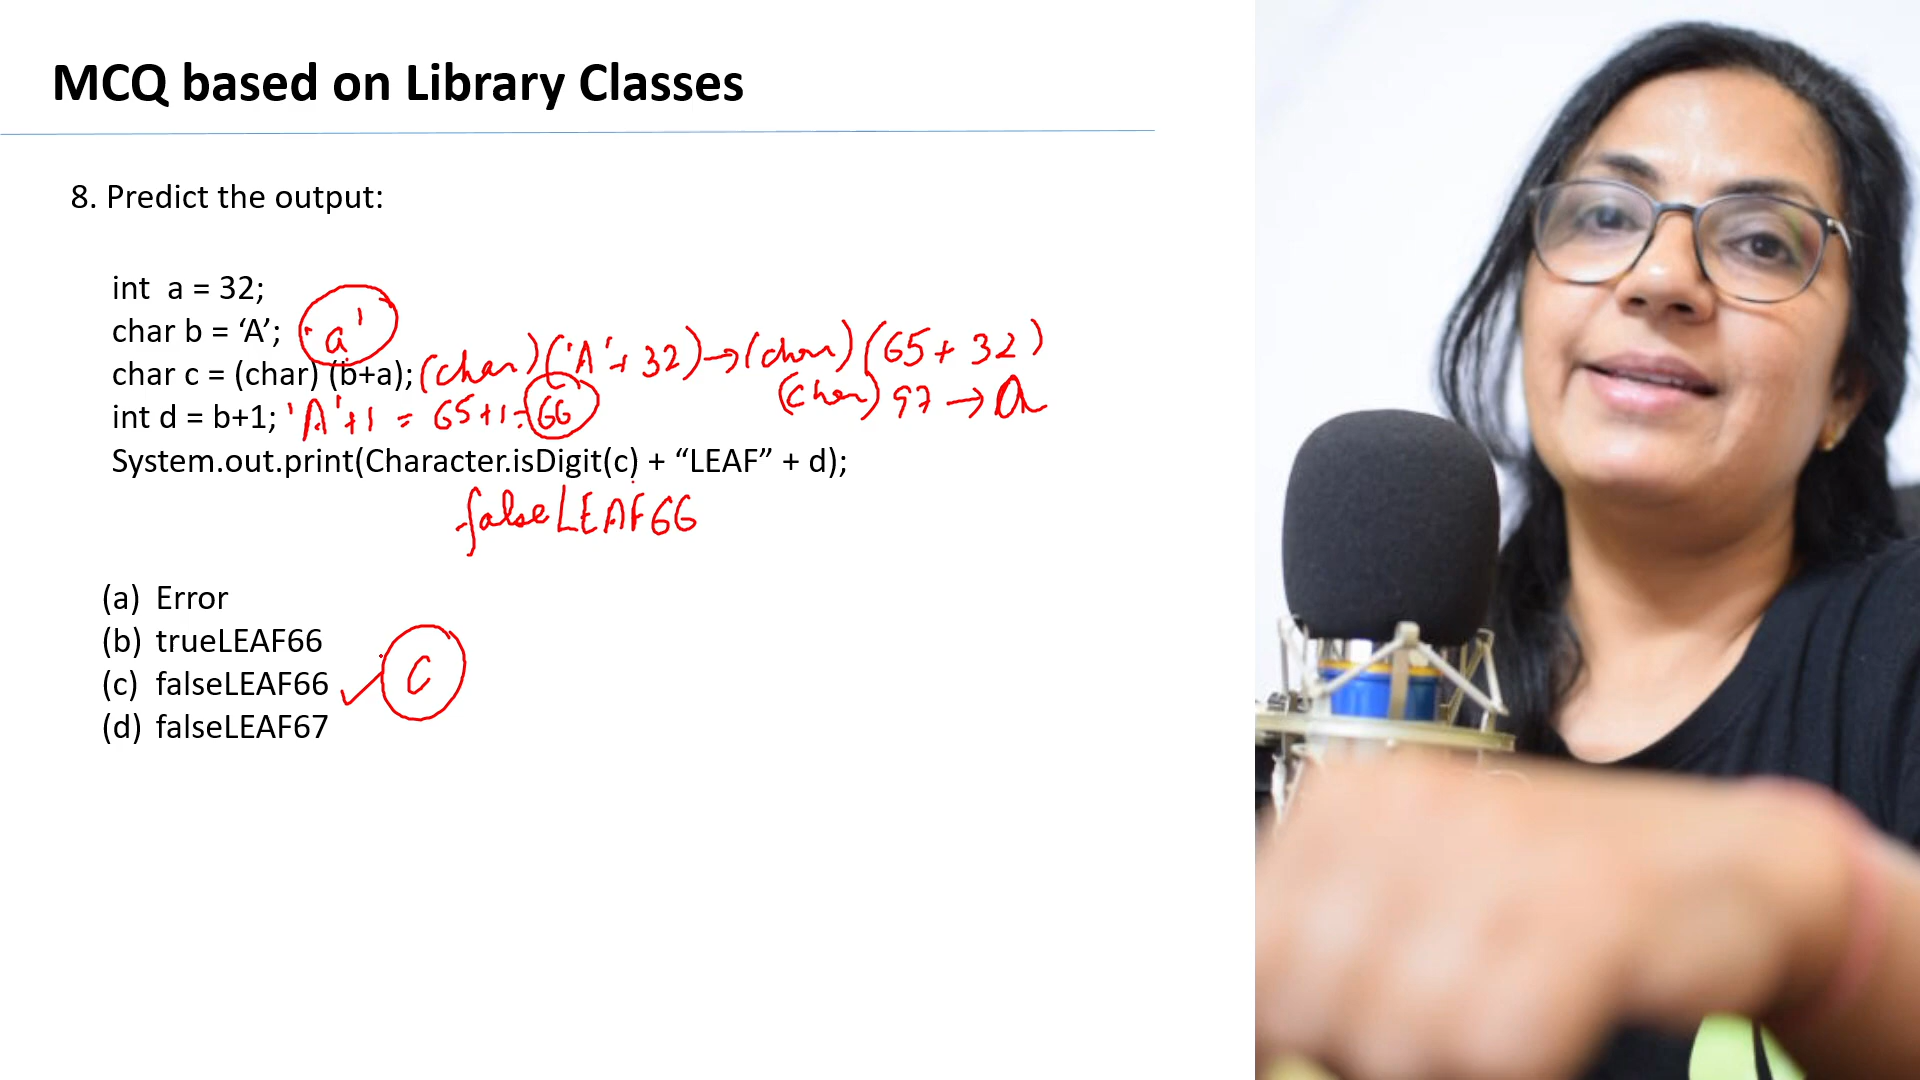 MCQ based on Library Classes
8. Predict the output:
int a = 32;
char b = ‘A’; 'a'
char c = (char) (b+a); (char) ('A'+32) → (char) (65+32)
(char) 97 → a
int d = b+1; 'A'+1 = 65+1=66
System.out.print(Character.isDigit(c) + “LEAF” + d);
falseLEAF66
(a) Error
(b) trueLEAF66
(c) falseLEAF66 ✓ C
(d) falseLEAF67